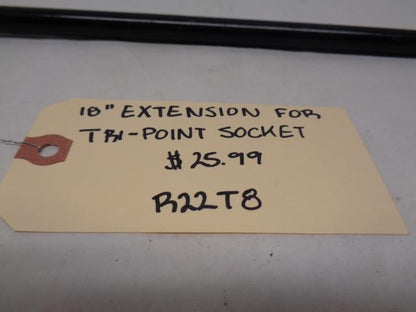 18" EXTENSION FOR
TRI-POINT SOCKET
$25.99
R22T8